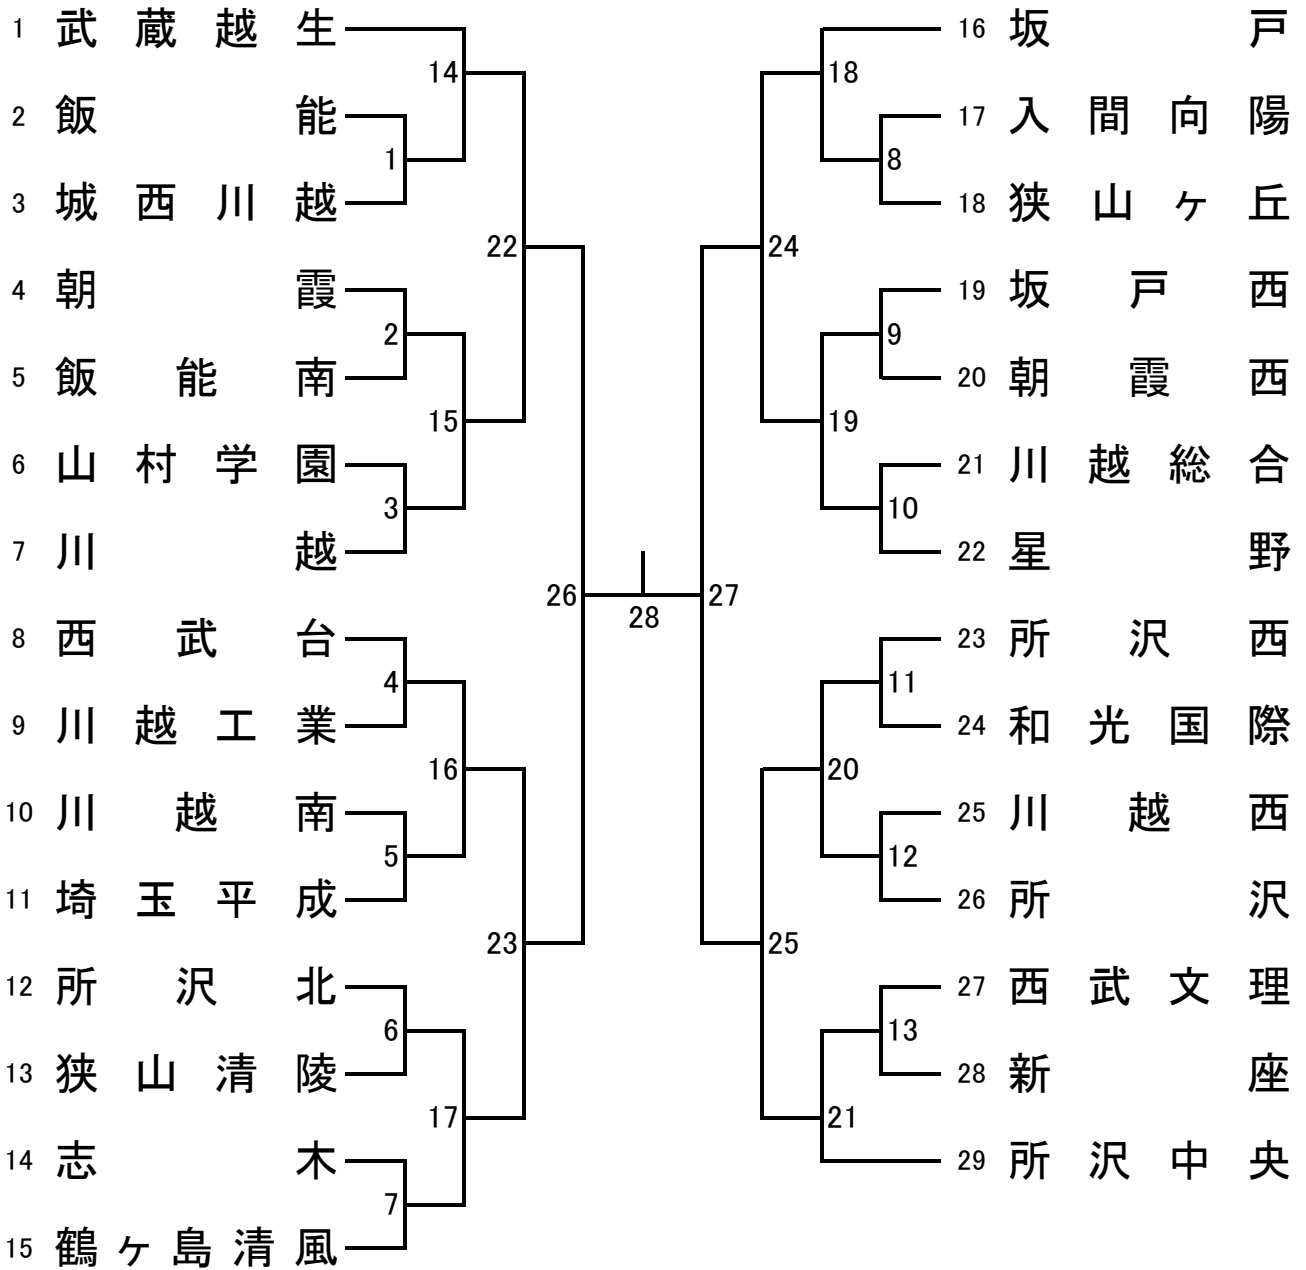 1 武蔵越生
2 飯能
3 城西川越
4 朝霞
5 飯能南
6 山村学園
7 川越
8 西武台
9 川越工業
10 川越南
11 埼玉平成
12 所沢北
13 狭山清陵
14 志木
15 鶴ヶ島清風
14
1
22
2
15
3
26
4
16
5
23
6
17
7
28
18
8
24
9
19
10
27
11
20
12
25
13
21
16 坂戸
17 入間向陽
18 狭山ヶ丘
19 坂戸西
20 朝霞西
21 川越総合
22 星野
23 所沢西
24 和光国際
25 川越西
26 所沢
27 西武文理
28 新座
29 所沢中央